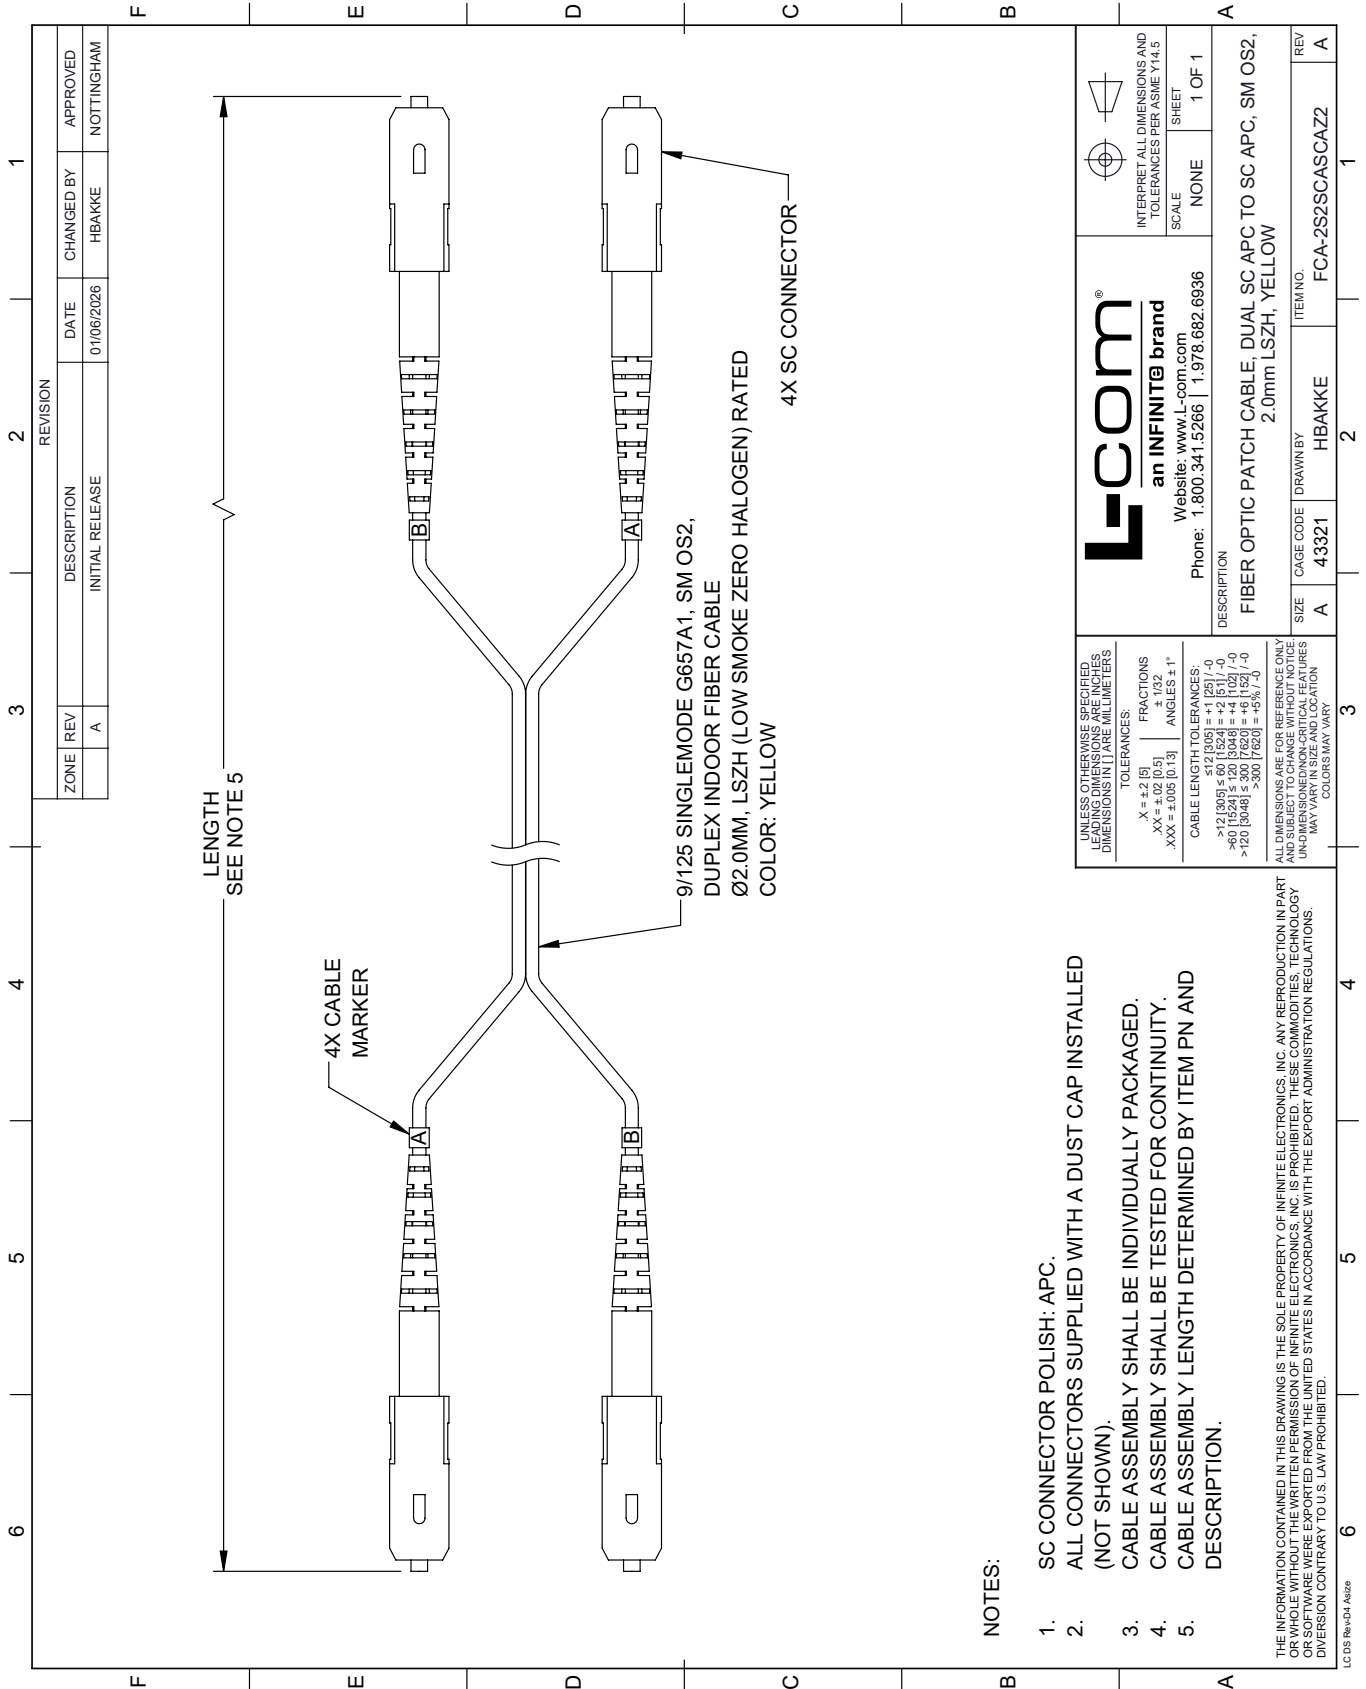 6
5
4
3
2
1
F
E
D
C
B
A
REVISION
ZONE REV DESCRIPTION DATE CHANGED BY APPROVED
A INITIAL RELEASE 01/06/2026 HBAKKE NOTTINGHAM
LENGTH
SEE NOTE 5
4X CABLE
MARKER
A
B
B
A
9/125 SINGLEMODE G657A1, SM OS2,
DUPLEX INDOOR FIBER CABLE
Ø2.0MM, LSZH (LOW SMOKE ZERO HALOGEN) RATED
COLOR: YELLOW
4X SC CONNECTOR
NOTES:
1. SC CONNECTOR POLISH: APC.
2. ALL CONNECTORS SUPPLIED WITH A DUST CAP INSTALLED
(NOT SHOWN).
3. CABLE ASSEMBLY SHALL BE INDIVIDUALLY PACKAGED.
4. CABLE ASSEMBLY SHALL BE TESTED FOR CONTINUITY.
5. CABLE ASSEMBLY LENGTH DETERMINED BY ITEM PN AND
DESCRIPTION.
THE INFORMATION CONTAINED IN THIS DRAWING IS THE SOLE PROPERTY OF INFINITE ELECTRONICS, INC. ANY REPRODUCTION IN PART
OR WHOLE WITHOUT THE WRITTEN PERMISSION OF INFINITE ELECTRONICS, INC. IS PROHIBITED. THESE COMMODITIES, TECHNOLOGY
OR SOFTWARE WERE EXPORTED FROM THE UNITED STATES IN ACCORDANCE WITH THE EXPORT ADMINISTRATION REGULATIONS.
DIVERSION CONTRARY TO U.S. LAW PROHIBITED.
UNLESS OTHERWISE SPECIFIED
LEADING DIMENSIONS ARE INCHES
DIMENSIONS IN [ ] ARE MILLIMETERS
TOLERANCES:
.X = ±.2 [5] FRACTIONS
.XX = ±.02 [0.5] ± 1/32
.XXX = ±.005 [0.13] ANGLES ± 1°
CABLE LENGTH TOLERANCES:
≤12 [305] = +1 [25] / -0
>12 [305] ≤ 60 [1524] = +2 [51] / -0
>60 [1524] ≤ 120 [3048] = +4 [102] / -0
>120 [3048] ≤ 300 [7620] = +6 [152] / -0
>300 [7620] = +5% / -0
ALL DIMENSIONS ARE FOR REFERENCE ONLY
AND SUBJECT TO CHANGE WITHOUT NOTICE.
UN-DIMENSIONED/NON-CRITICAL FEATURES
MAY VARY IN SIZE AND LOCATION
COLORS MAY VARY
L-com®
an INFINITe brand
Website: www.L-com.com
Phone: 1.800.341.5266 | 1.978.682.6936
INTERPRET ALL DIMENSIONS AND
TOLERANCES PER ASME Y14.5
SCALE SHEET
NONE 1 OF 1
DESCRIPTION
FIBER OPTIC PATCH CABLE, DUAL SC APC TO SC APC, SM OS2,
2.0mm LSZH, YELLOW
SIZE CAGE CODE DRAWN BY ITEM NO. REV
A 43321 HBAKKE FCA-2S2SCASCAZ2 A
F
E
D
C
B
A
6
5
4
3
2
1
LC DS Rev-D4 Asize